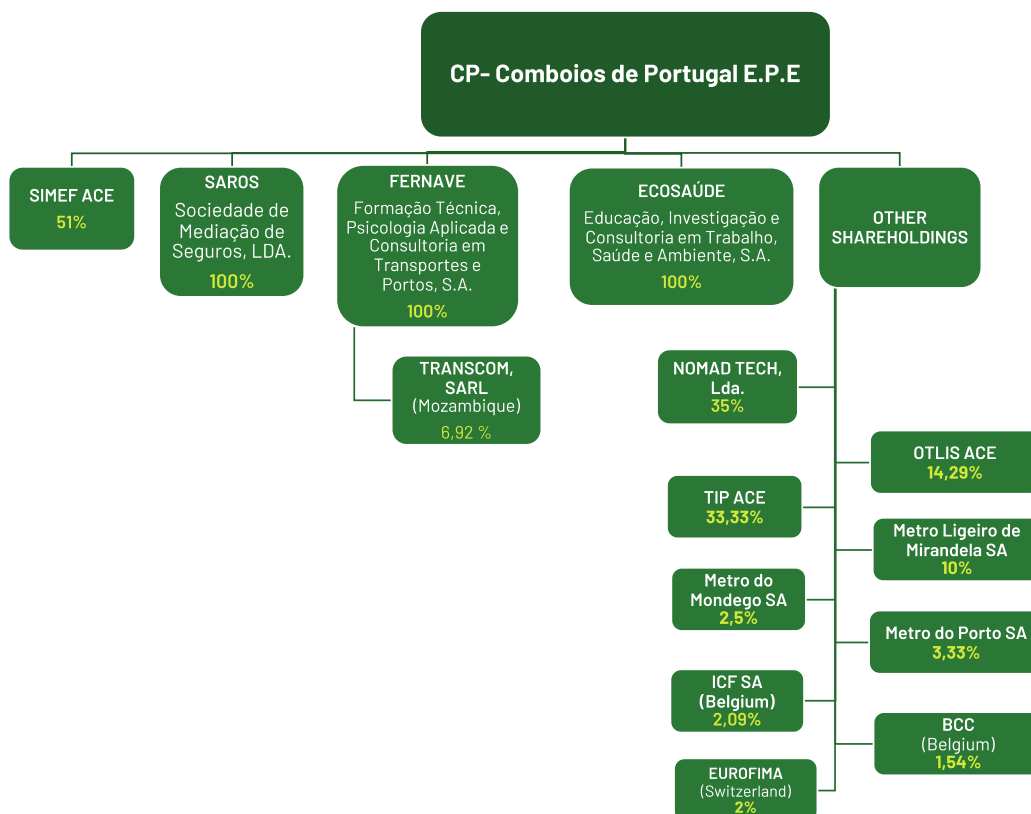 CP- Comboios de Portugal E.P.E
SIMEF ACE
51%
SAROS
Sociedade de
Mediação de
Seguros, LDA.
100%
FERNAVE
Formação Técnica,
Psicologia Aplicada e
Consultoria em
Transportes e
Portos, S.A.
100%
ECOSAÚDE
Educação, Investigação e
Consultoria em Trabalho,
Saúde e Ambiente, S.A.
100%
OTHER
SHAREHOLDINGS
TRANSCOM,
SARL
(Mozambique)
6,92 %
NOMAD TECH,
Lda.
35%
OTLIS ACE
14,29%
TIP ACE
33,33%
Metro Ligeiro de
Mirandela SA
10%
Metro do
Mondego SA
2,5%
Metro do Porto SA
3,33%
ICF SA
(Belgium)
2,09%
BCC
(Belgium)
1,54%
EUROFIMA
(Switzerland)
2%